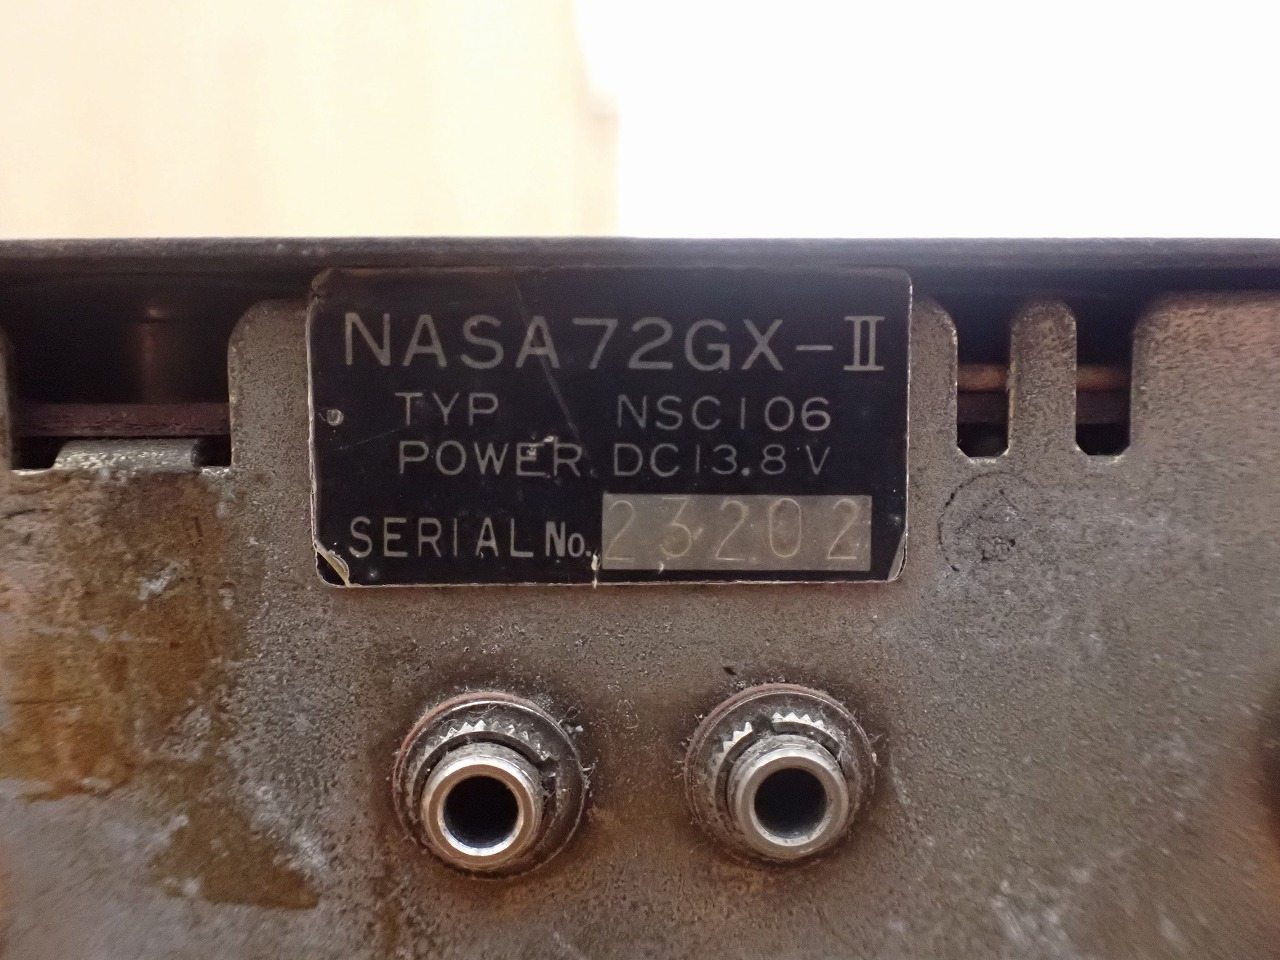 NASA72GX-II
TYP NSC106
POWER DC13.8V
SERIAL No. 23202